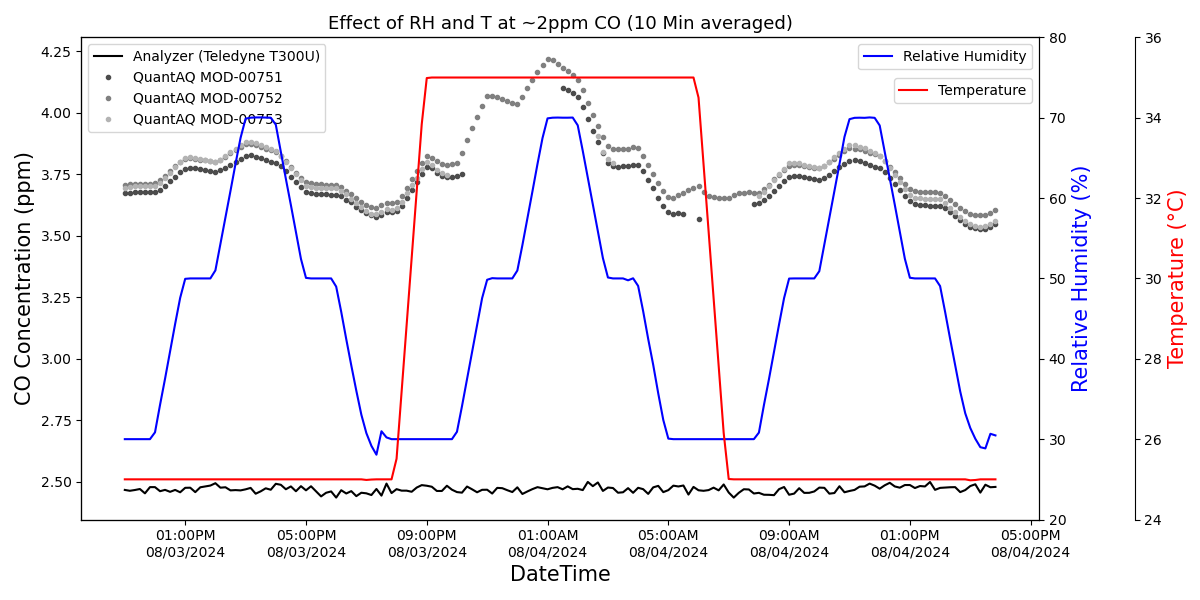 Effect of RH and T at ~2ppm CO (10 Min averaged)
Analyzer (Teledyne T300U)
QuantAQ MOD-00751
QuantAQ MOD-00752
QuantAQ MOD-00753
Relative Humidity
Temperature
CO Concentration (ppm)
4.25
4.00
3.75
3.50
3.25
3.00
2.75
2.50
80
70
60
50
40
30
20
Relative Humidity (%)
36
34
32
30
28
26
24
Temperature (°C)
01:00PM 05:00PM 09:00PM 01:00AM 05:00AM 09:00AM 01:00PM 05:00PM
08/03/2024 08/03/2024 08/03/2024 08/04/2024 08/04/2024 08/04/2024 08/04/2024 08/04/2024
DateTime